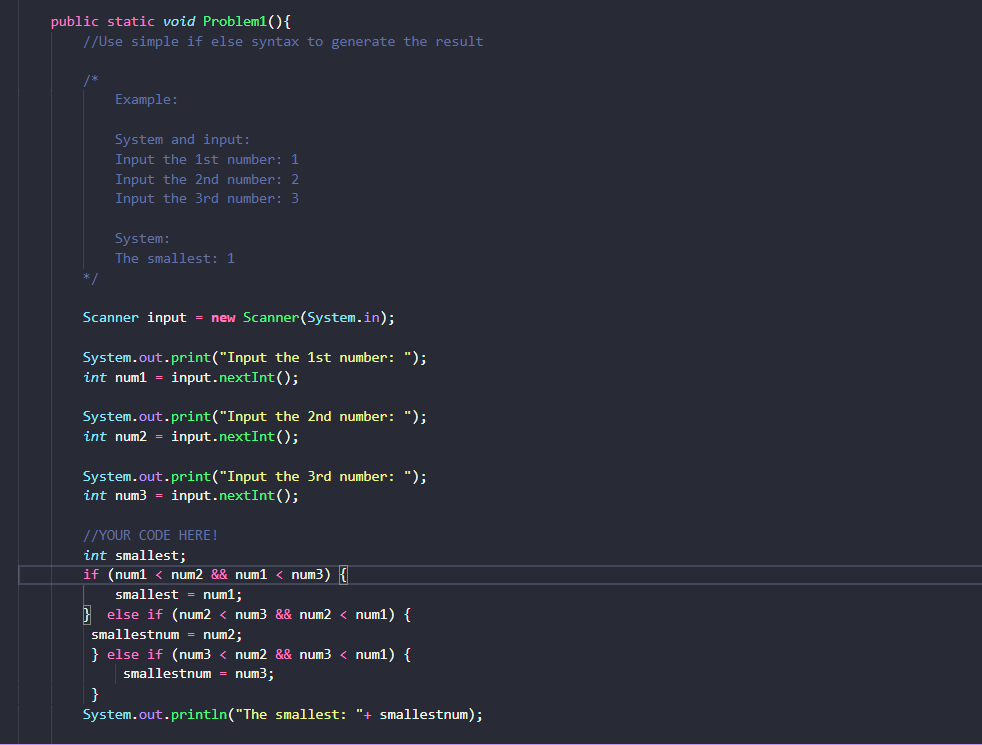 public static void Problem1(){
//Use simple if else syntax to generate the result
/*
Example:
System and input:
Input the 1st number: 1
Input the 2nd number: 2
Input the 3rd number: 3
System:
The smallest: 1
*/
Scanner input = new Scanner(System.in);
System.out.print("Input the 1st number: ");
int num1 = input.nextInt();
System.out.print("Input the 2nd number: ");
int num2 = input.nextInt();
System.out.print("Input the 3rd number: ");
int num3 = input.nextInt();
//YOUR CODE HERE!
int smallest;
if (num1 < num2 && num1 < num3) {
smallest = num1;
}  else if (num2 < num3 && num2 < num1) {
smallestnum = num2;
} else if (num3 < num2 && num3 < num1) {
smallestnum = num3;
}
System.out.println("The smallest: "+ smallestnum);